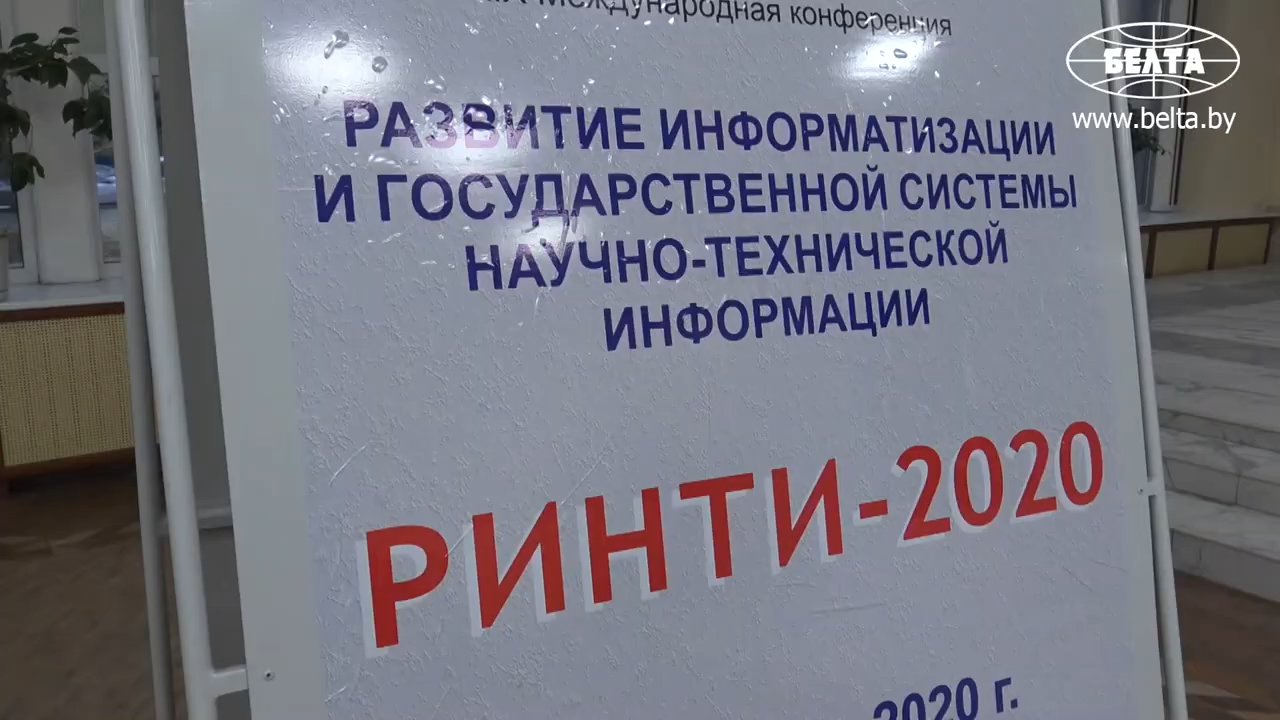 Международная конференция
БЕЛТА
www.belta.by
РАЗВИТИЕ ИНФОРМАТИЗАЦИИ
И ГОСУДАРСТВЕННОЙ СИСТЕМЫ
НАУЧНО-ТЕХНИЧЕСКОЙ
ИНФОРМАЦИИ
РИНТИ-2020
2020 г.